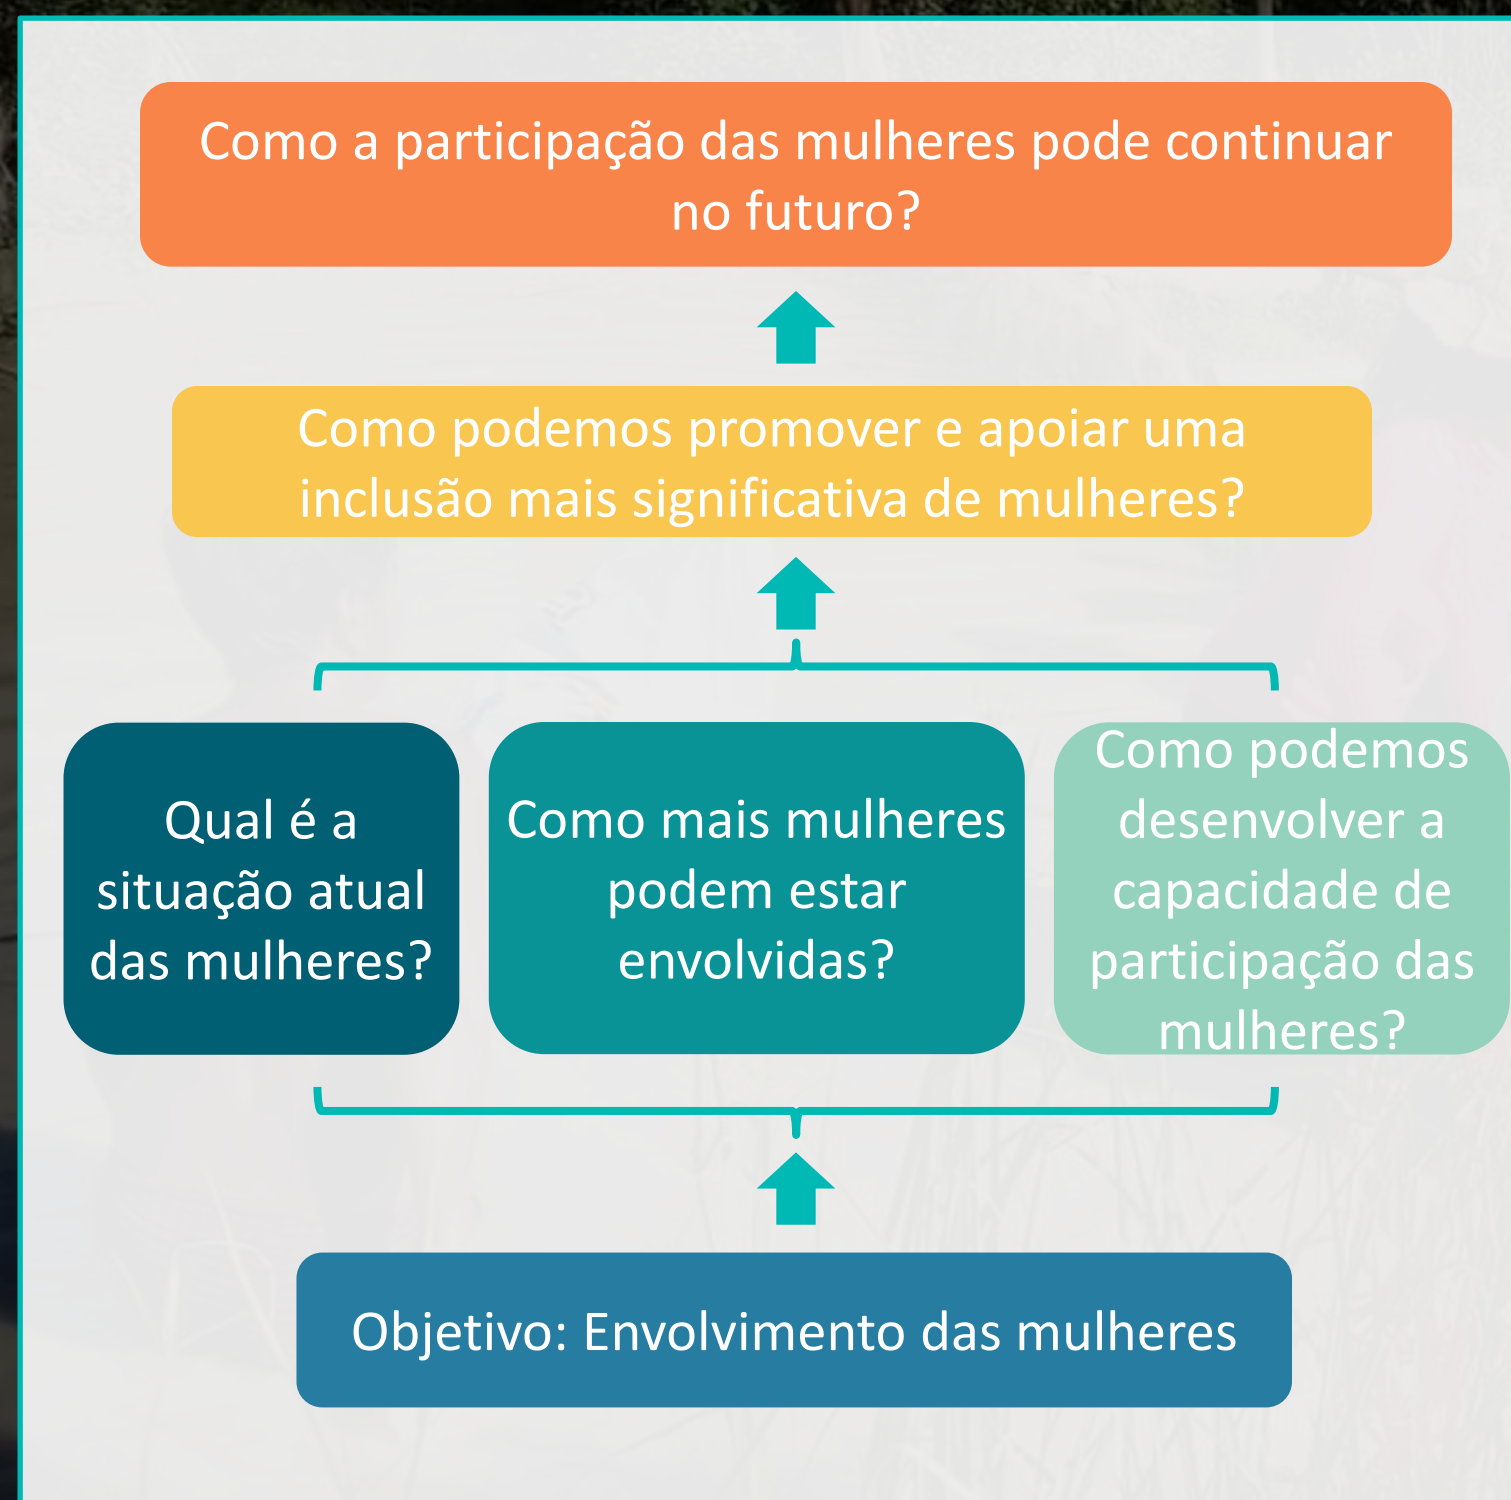 Como a participação das mulheres pode continuar
no futuro?
Como podemos promover e apoiar uma
inclusão mais significativa de mulheres?
Qual é a
situação atual
das mulheres?
Como mais mulheres
podem estar
envolvidas?
Como podemos
desenvolver a
capacidade de
participação das
mulheres?
Objetivo: Envolvimento das mulheres